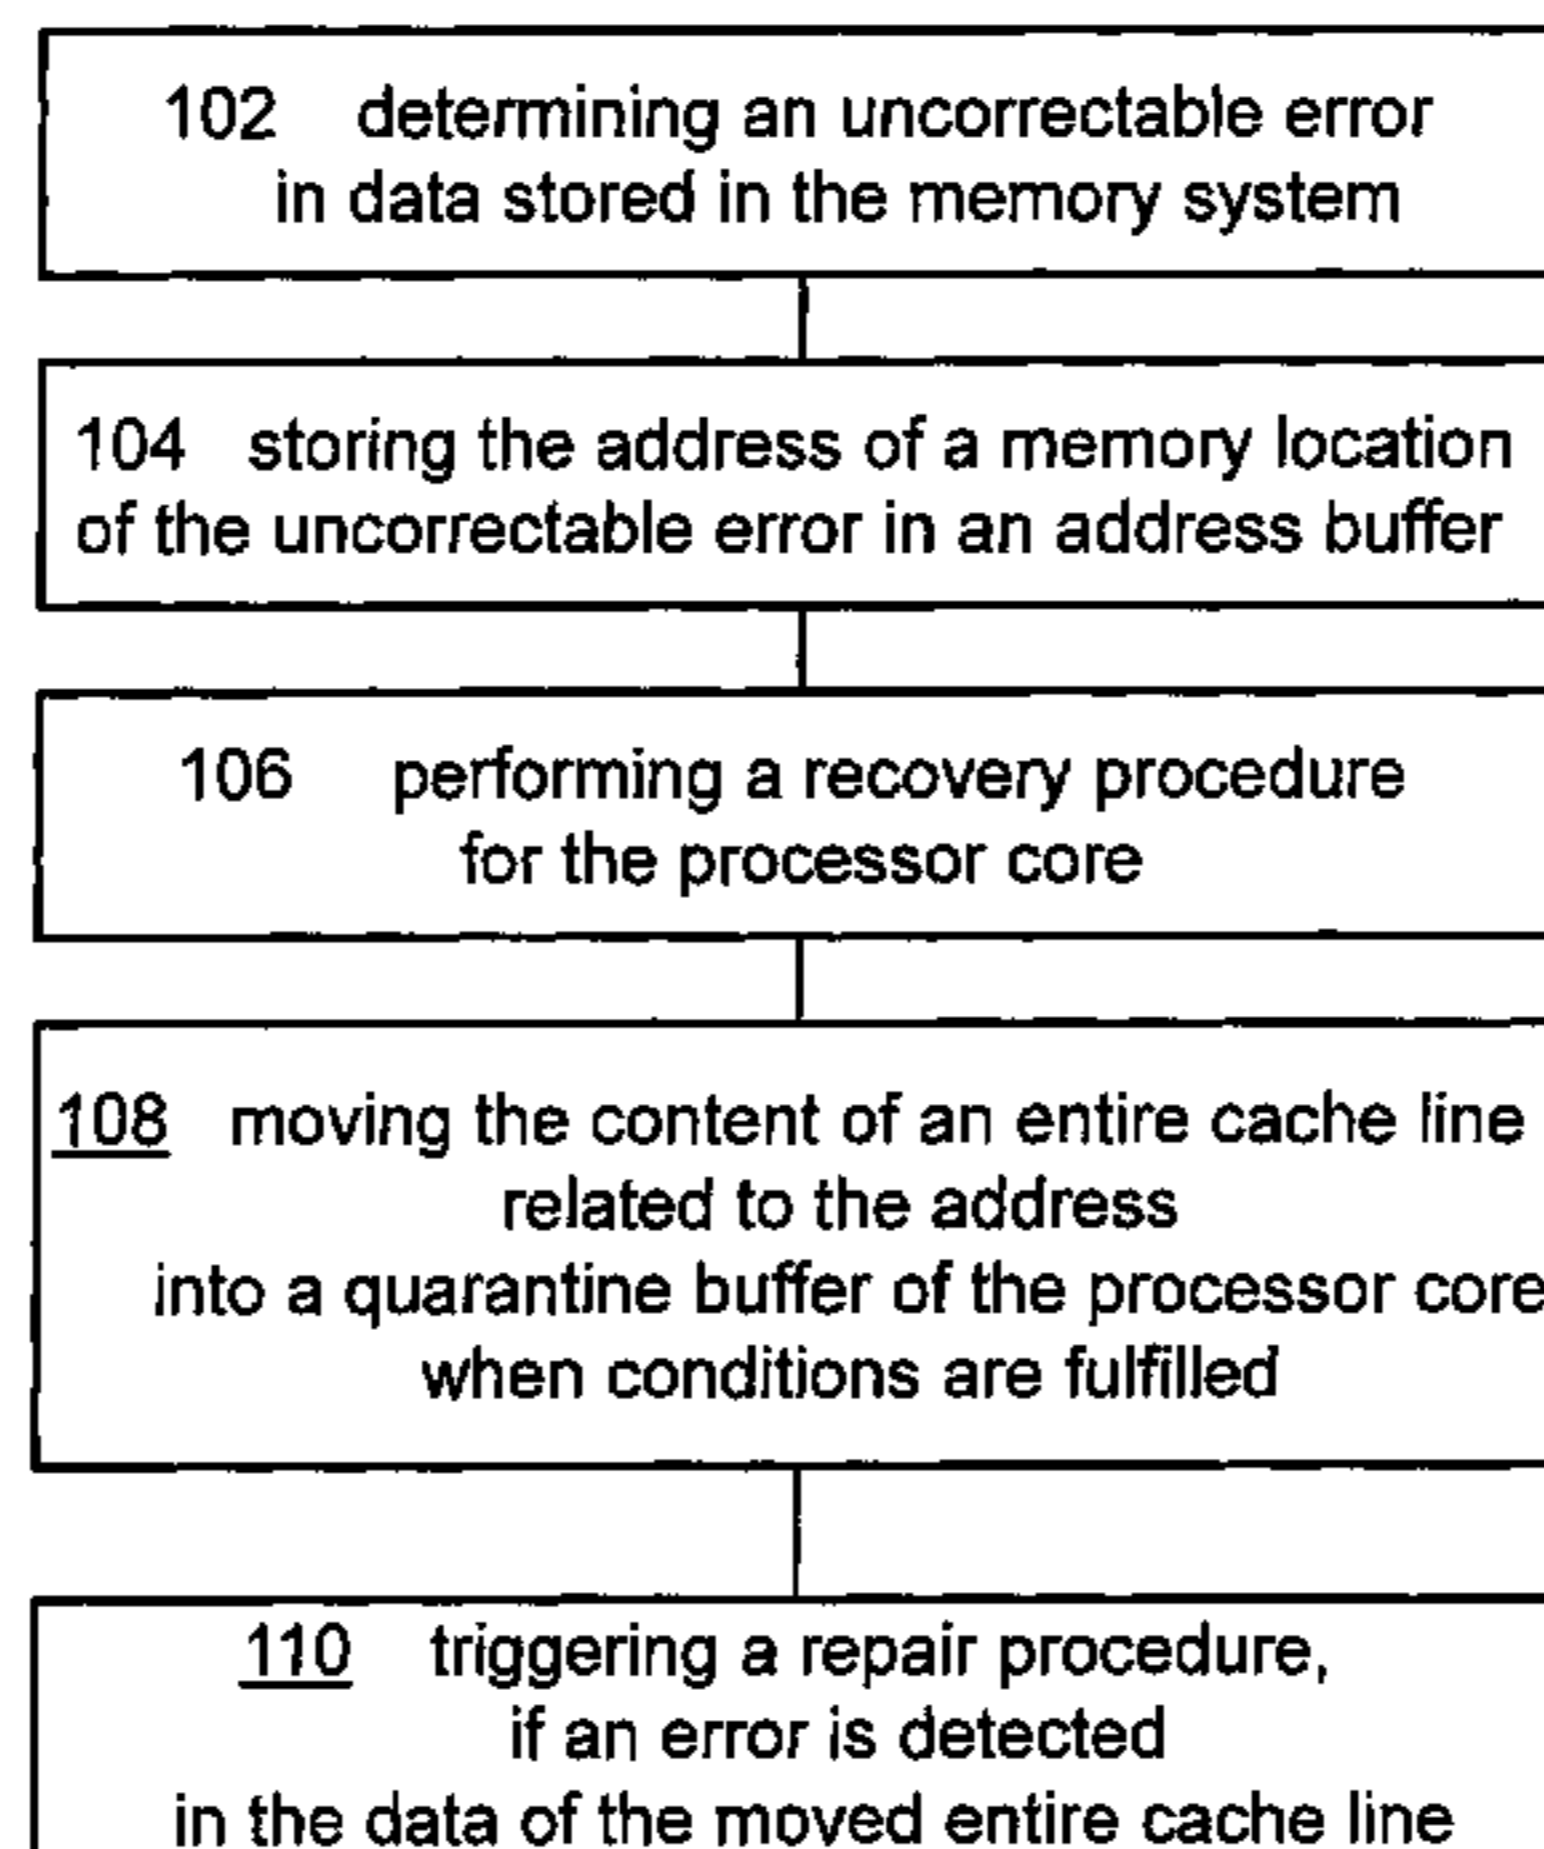 102 determining an uncorrectable error
in data stored in the memory system
104 storing the address of a memory location
of the uncorrectable error in an address buffer
106 performing a recovery procedure
for the processor core
108 moving the content of an entire cache line
related to the address
into a quarantine buffer of the processor core
when conditions are fulfilled
110 triggering a repair procedure,
if an error is detected
in the data of the moved entire cache line